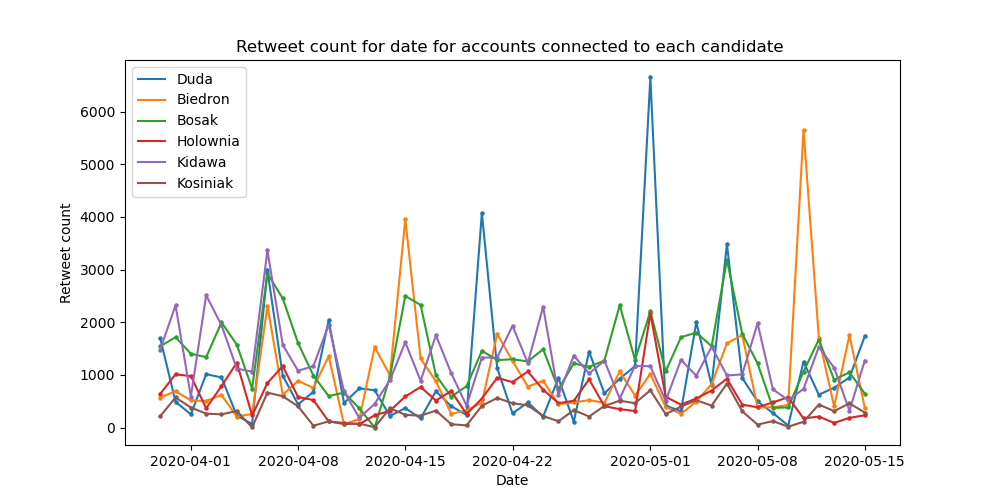 Retweet count for date for accounts connected to each candidate
Duda
Biedron
Bosak
Holownia
Kidawa
Kosiniak
6000
5000
4000
3000
2000
1000
0
Retweet count
2020-04-01 2020-04-08 2020-04-15 2020-04-22 2020-05-01 2020-05-08 2020-05-15
Date